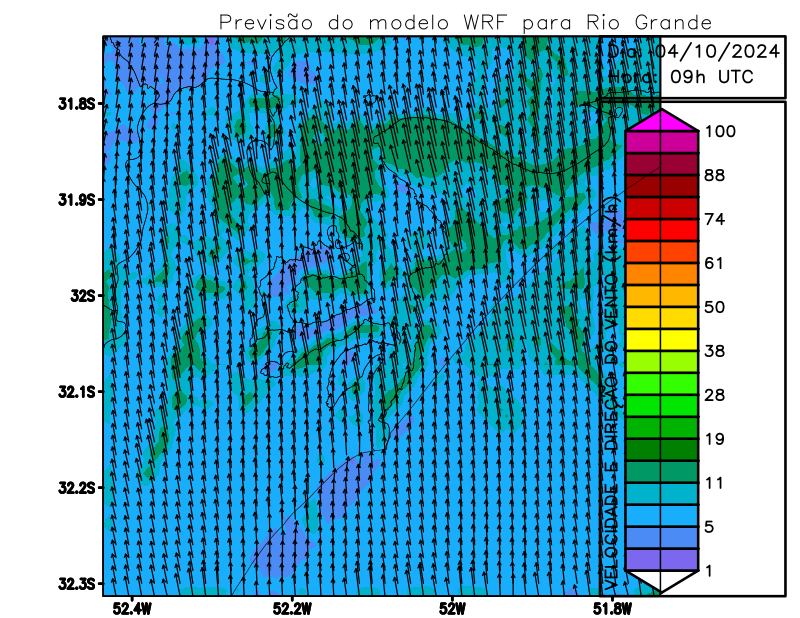 Previsão do modelo WRF para Rio Grande
Dia: 04/10/2024
Hora: 09h UTC
31.8S
31.9S
32S
32.1S
32.2S
32.3S
52.4W
52.2W
52W
51.8W
VELOCIDADE E DIREÇÃO DO VENTO (km/h)
100
88
74
61
50
38
28
19
11
5
1